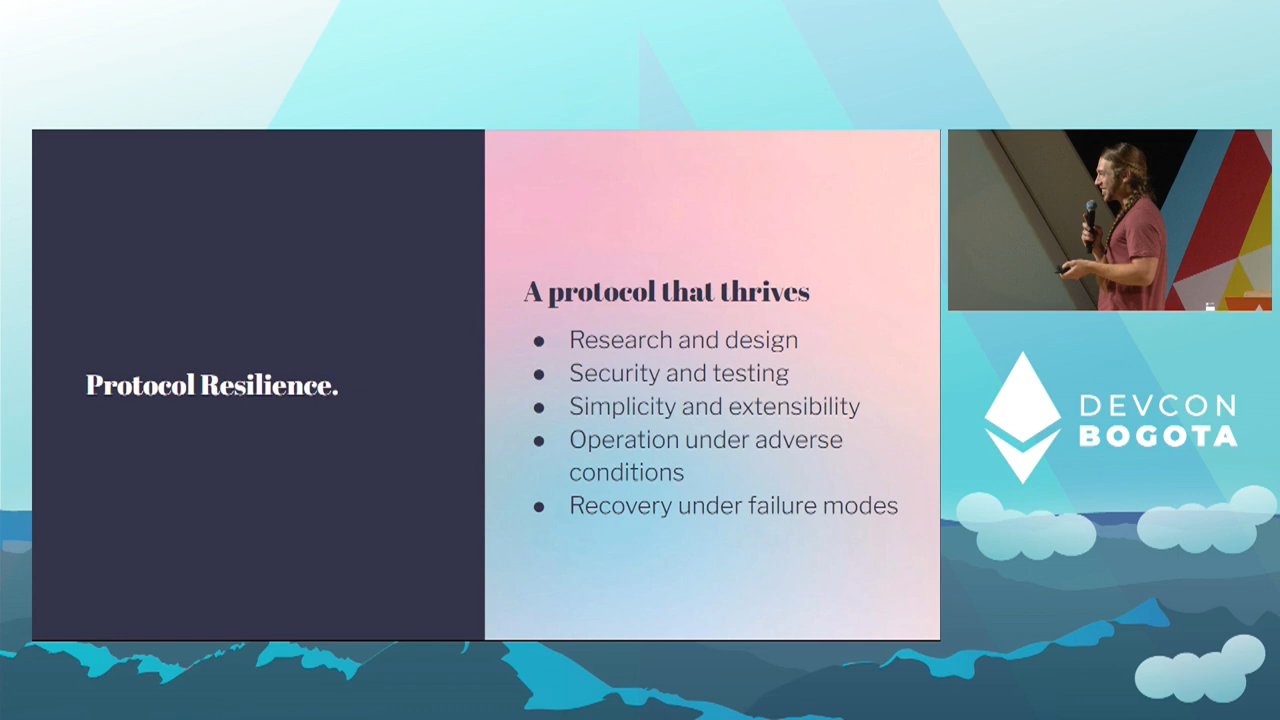 Protocol Resilience.
A protocol that thrives
● Research and design
● Security and testing
● Simplicity and extensibility
● Operation under adverse
conditions
● Recovery under failure modes
DEVCON
BOGOTA